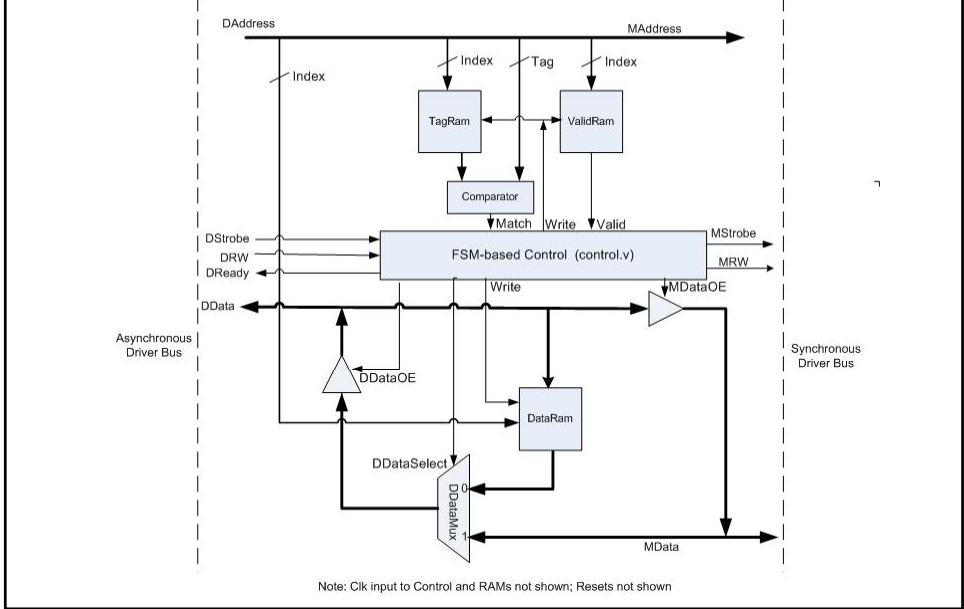 DAddress
MAddress
Index
Index
Tag
Index
TagRam
ValidRam
Comparator
Match
Write
Valid
DStrobe
DRW
DReady
FSM-based Control (control.v)
MStrobe
MRW
Write
MDataOE
DData
Asynchronous
Driver Bus
Synchronous
Driver Bus
DDataOE
DataRam
DDataSelect
DDataMux
0
1
MData
Note: Clk input to Control and RAMs not shown; Resets not shown